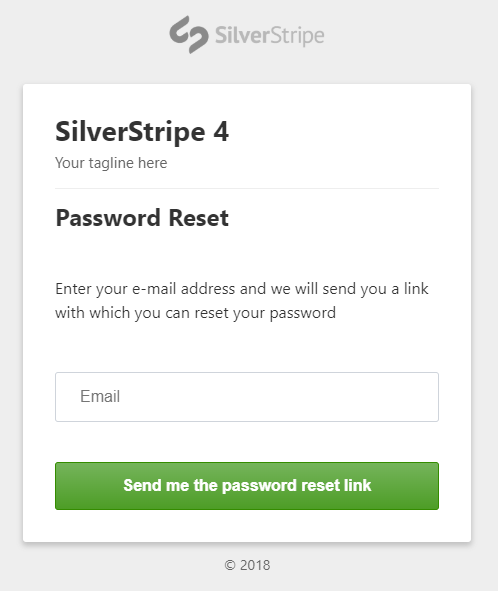 SilverStripe
SilverStripe 4
Your tagline here
Password Reset
Enter your e-mail address and we will send you a link
with which you can reset your password
Email
Send me the password reset link
© 2018